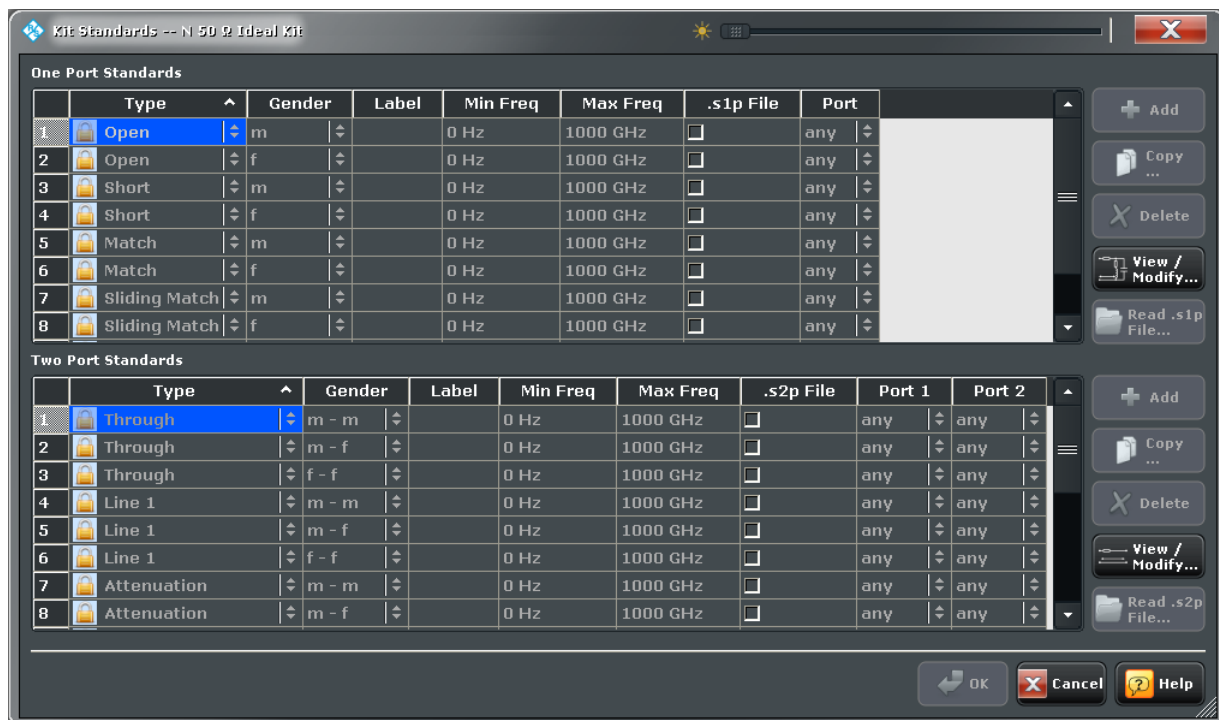 Kit Standards -- N 50 Ω Ideal Kit
One Port Standards
Type Gender Label Min Freq Max Freq .s1p File Port
1 Open m 0 Hz 1000 GHz any
2 Open f 0 Hz 1000 GHz any
3 Short m 0 Hz 1000 GHz any
4 Short f 0 Hz 1000 GHz any
5 Match m 0 Hz 1000 GHz any
6 Match f 0 Hz 1000 GHz any
7 Sliding Match m 0 Hz 1000 GHz any
8 Sliding Match f 0 Hz 1000 GHz any
Add
Copy
...
Delete
View /
Modify...
Read .s1p
File...
Two Port Standards
Type Gender Label Min Freq Max Freq .s2p File Port 1 Port 2
1 Through m - m 0 Hz 1000 GHz any any
2 Through m - f 0 Hz 1000 GHz any any
3 Through f - f 0 Hz 1000 GHz any any
4 Line 1 m - m 0 Hz 1000 GHz any any
5 Line 1 m - f 0 Hz 1000 GHz any any
6 Line 1 f - f 0 Hz 1000 GHz any any
7 Attenuation m - m 0 Hz 1000 GHz any any
8 Attenuation m - f 0 Hz 1000 GHz any any
Add
Copy
...
Delete
View /
Modify...
Read .s2p
File...
OK Cancel Help